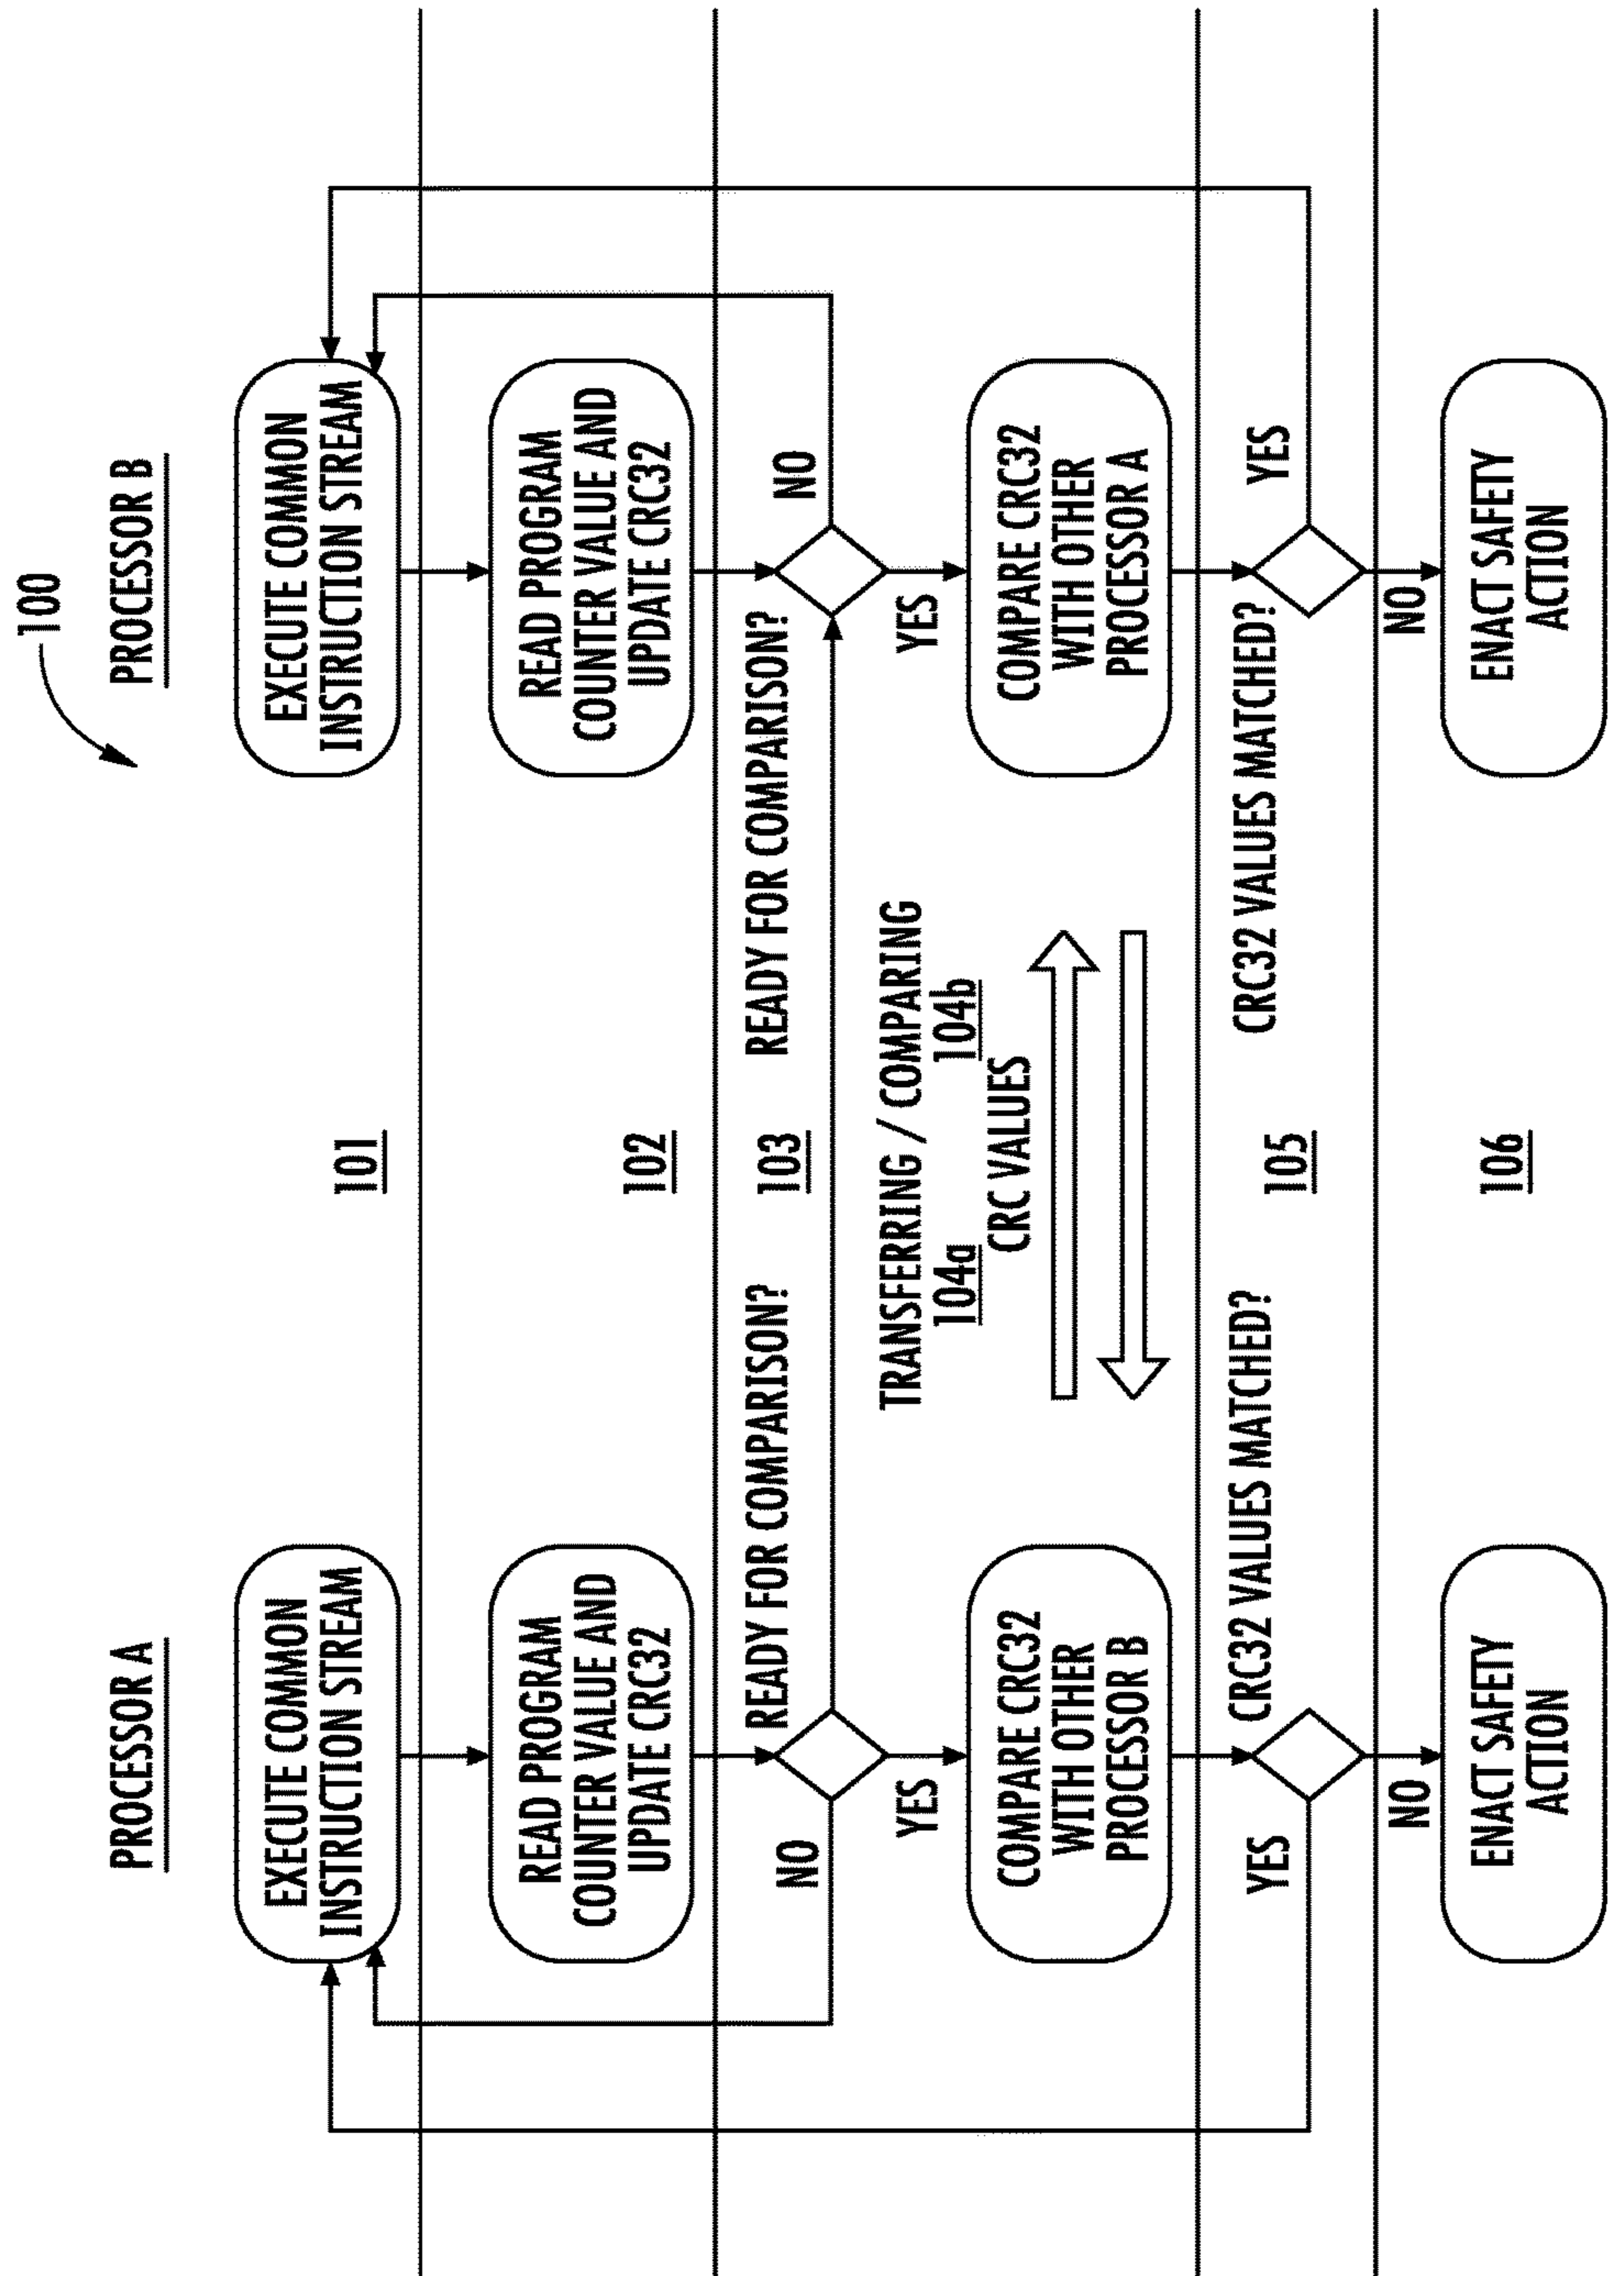 100
PROCESSOR A
PROCESSOR B
EXECUTE COMMON
INSTRUCTION STREAM
EXECUTE COMMON
INSTRUCTION STREAM
101
READ PROGRAM
COUNTER VALUE AND
UPDATE CRC32
READ PROGRAM
COUNTER VALUE AND
UPDATE CRC32
102
READY FOR COMPARISON?
103
READY FOR COMPARISON?
NO
NO
YES
YES
TRANSFERRING / COMPARING
104a
104b
CRC VALUES
COMPARE CRC32
WITH OTHER
PROCESSOR B
COMPARE CRC32
WITH OTHER
PROCESSOR A
CRC32 VALUES MATCHED?
CRC32 VALUES MATCHED?
YES
105
YES
NO
NO
ENACT SAFETY
ACTION
106
ENACT SAFETY
ACTION